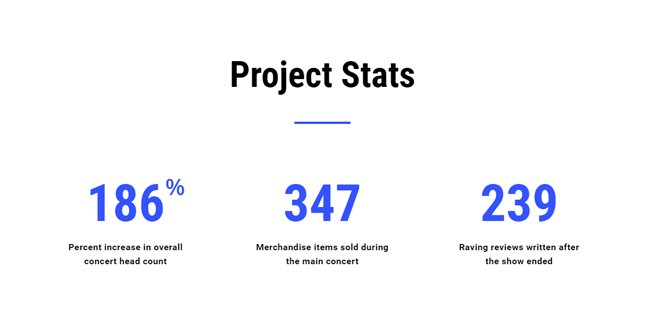 Project Stats
186%
Percent increase in overall
concert head count
347
Merchandise items sold during
the main concert
239
Raving reviews written after
the show ended